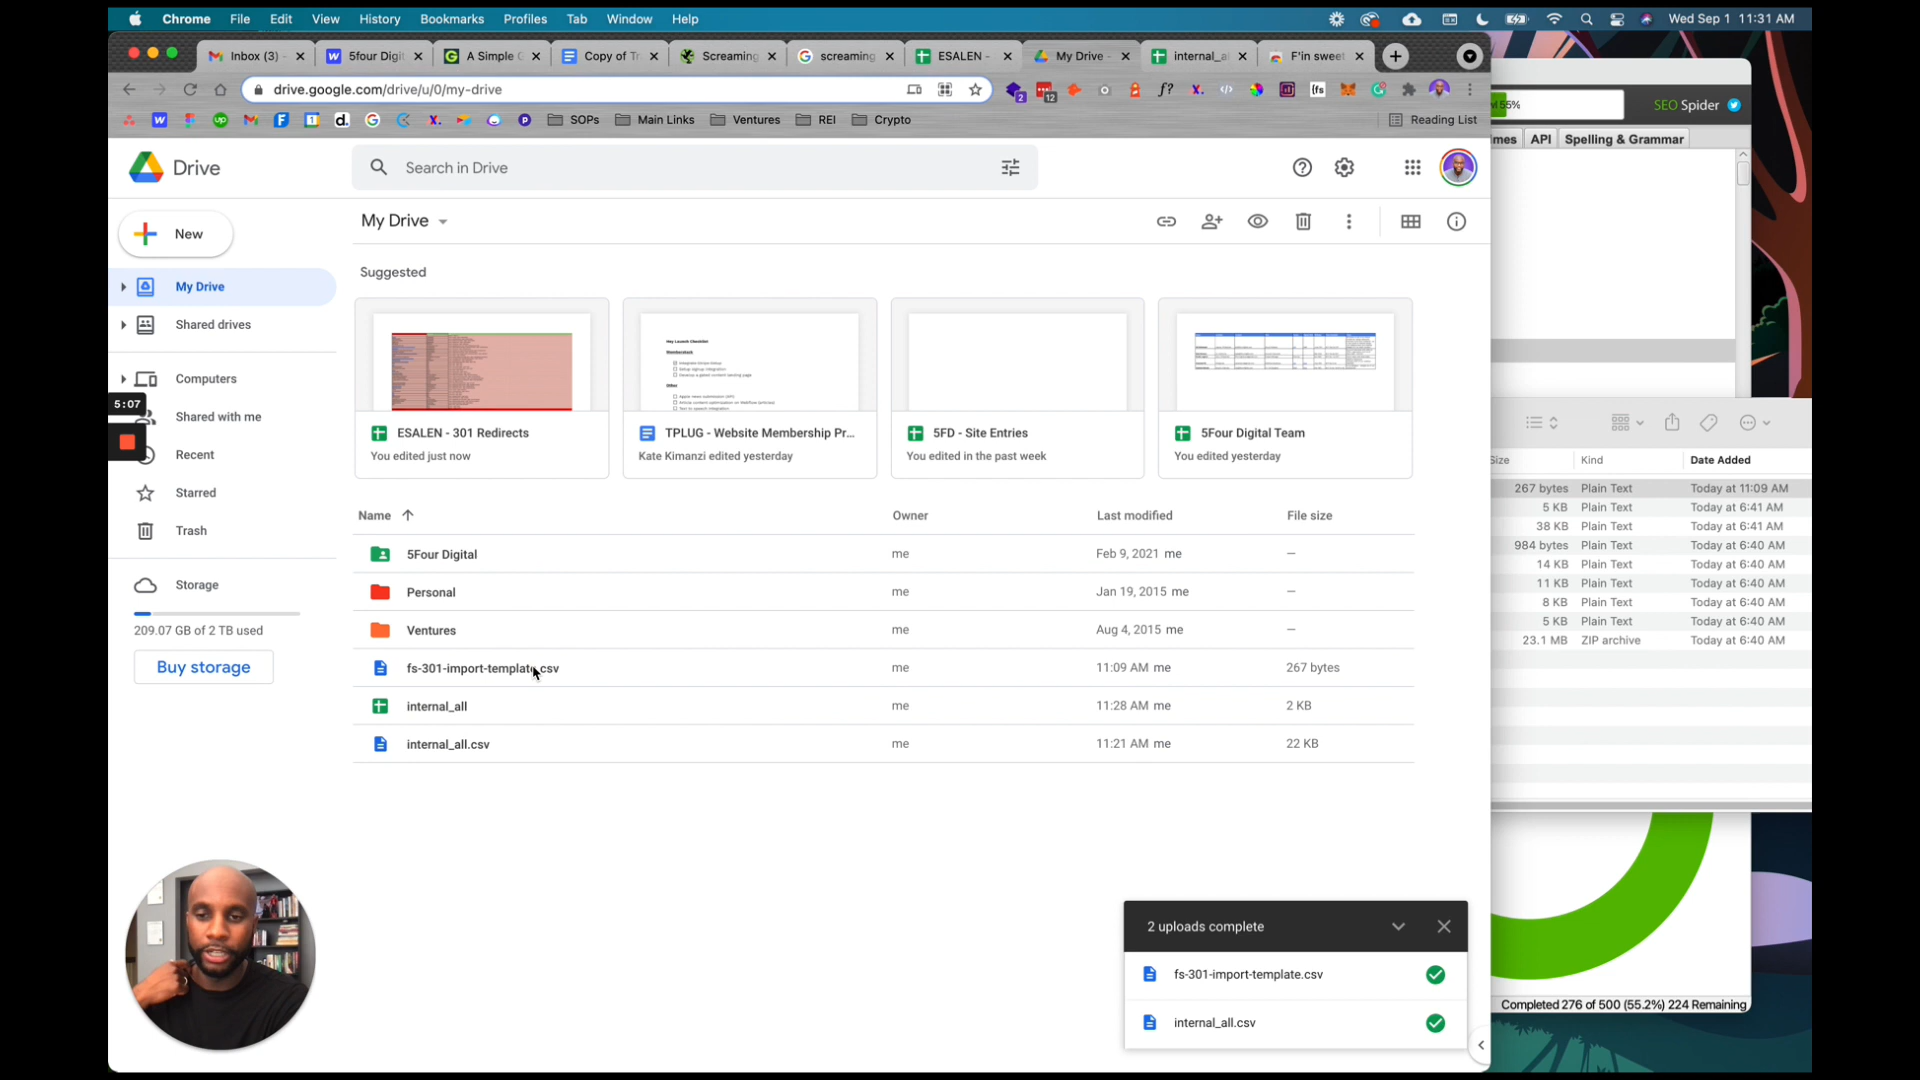 Chrome File Edit View History Bookmarks Profiles Tab Window Help Wed Sep 1 11:31 AM
Inbox (3) - 5four Digit A Simple G Copy of Tr Screaming screaming ESALEN - My Drive - internal_al F'in sweet
drive.google.com/drive/u/0/my-drive
2 12
SOPs Main Links Ventures REI Crypto Reading List
55%
SEO Spider
API Spelling & Grammar
Drive
Search in Drive
New
My Drive
Shared drives
Computers
Shared with me
Recent
Starred
Trash
Storage
209.07 GB of 2 TB used
Buy storage
5:07
My Drive
Suggested
ESALEN - 301 Redirects
You edited just now
TPLUG - Website Membership Pr...
Kate Kimanzi edited yesterday
5FD - Site Entries
You edited in the past week
5Four Digital Team
You edited yesterday
Name Owner Last modified File size
5Four Digital me Feb 9, 2021 me –
Personal me Jan 19, 2015 me –
Ventures me Aug 4, 2015 me –
fs-301-import-template.csv me 11:09 AM me 267 bytes
internal_all me 11:28 AM me 2 KB
internal_all.csv me 11:21 AM me 22 KB
Size Kind Date Added
267 bytes Plain Text Today at 11:09 AM
5 KB Plain Text Today at 6:41 AM
38 KB Plain Text Today at 6:41 AM
984 bytes Plain Text Today at 6:40 AM
14 KB Plain Text Today at 6:40 AM
11 KB Plain Text Today at 6:40 AM
8 KB Plain Text Today at 6:40 AM
5 KB Plain Text Today at 6:40 AM
23.1 MB ZIP archive Today at 6:40 AM
2 uploads complete
fs-301-import-template.csv
internal_all.csv
Completed 276 of 500 (55.2%) 224 Remaining